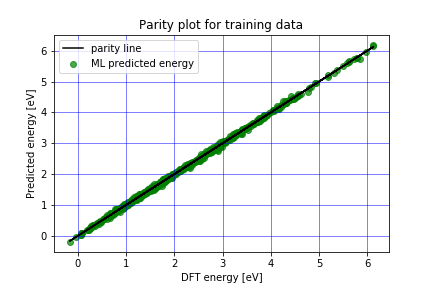 Parity plot for training data
parity line
ML predicted energy
6
5
4
3
2
1
0
Predicted energy [eV]
0 1 2 3 4 5 6
DFT energy [eV]